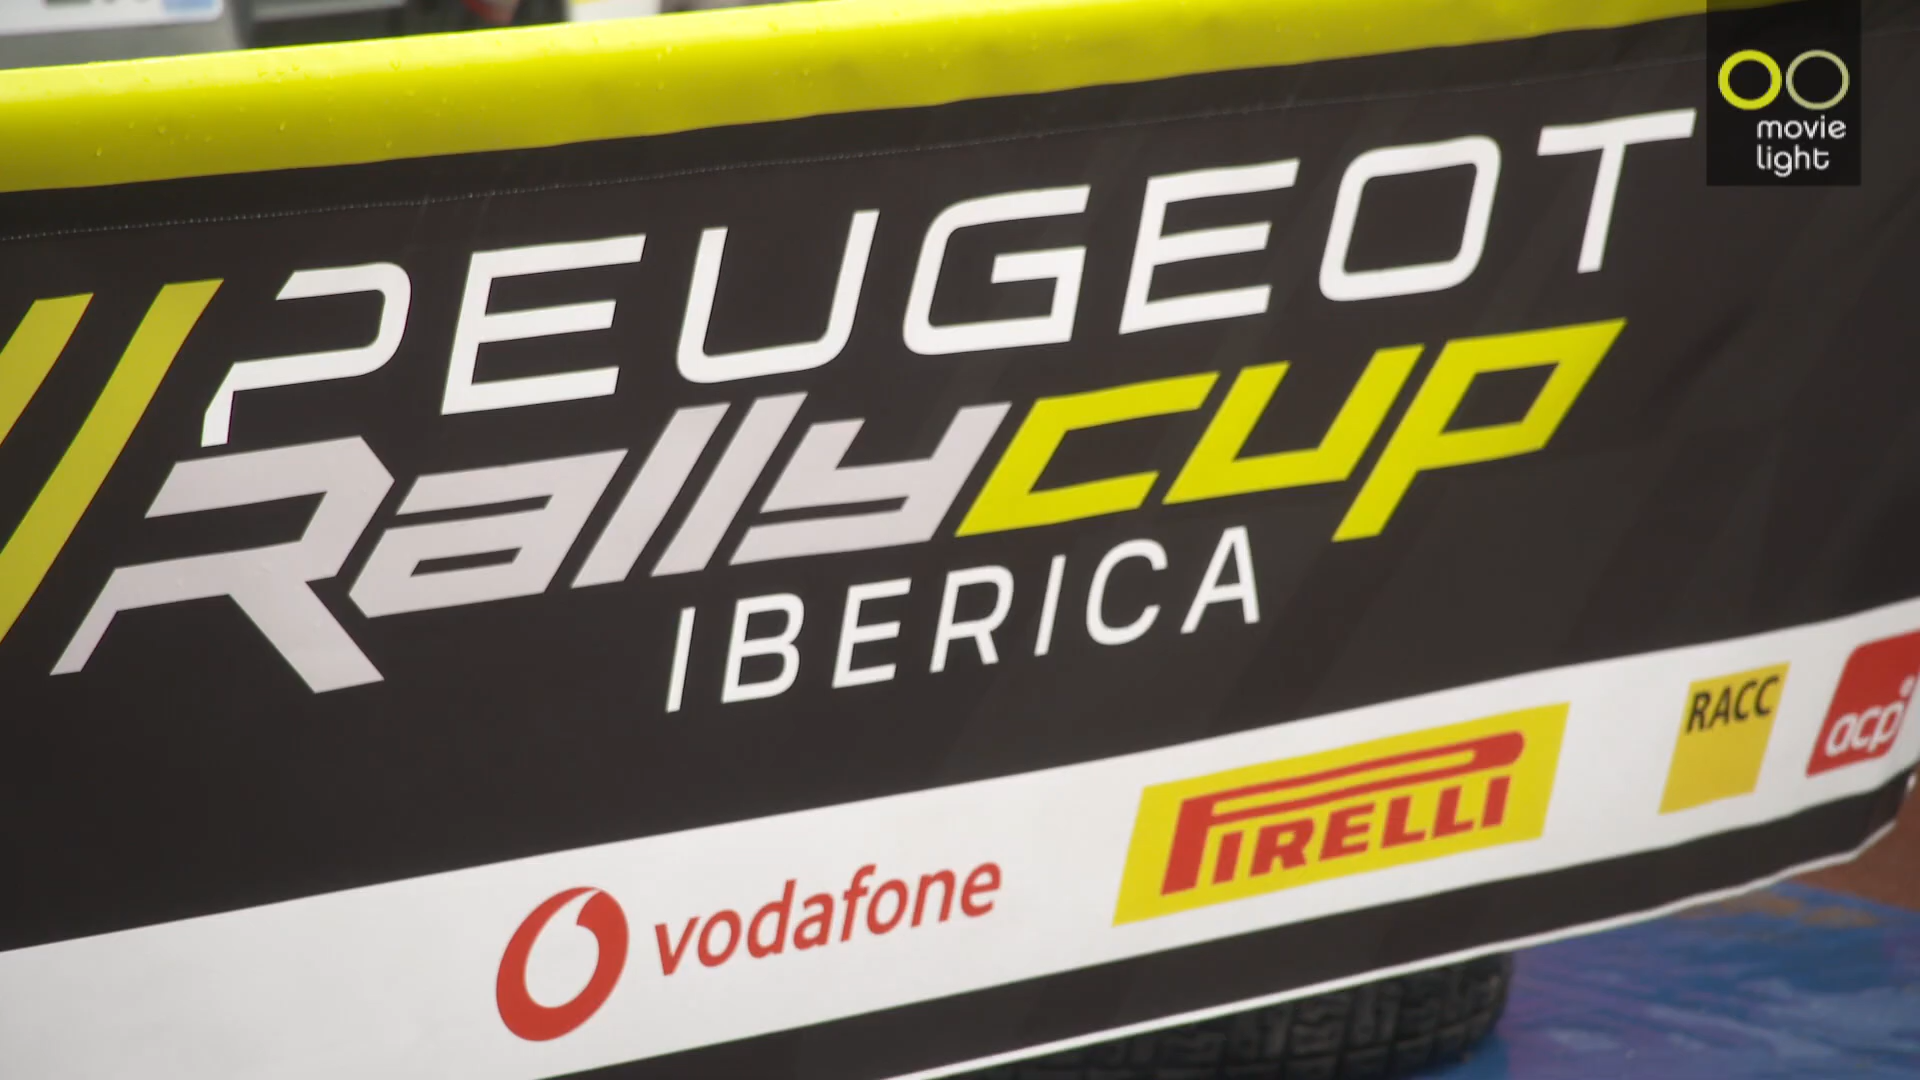 movie
light
PEUGEOT
Rallycup
IBERICA
vodafone
PIRELLI
RACC
acp